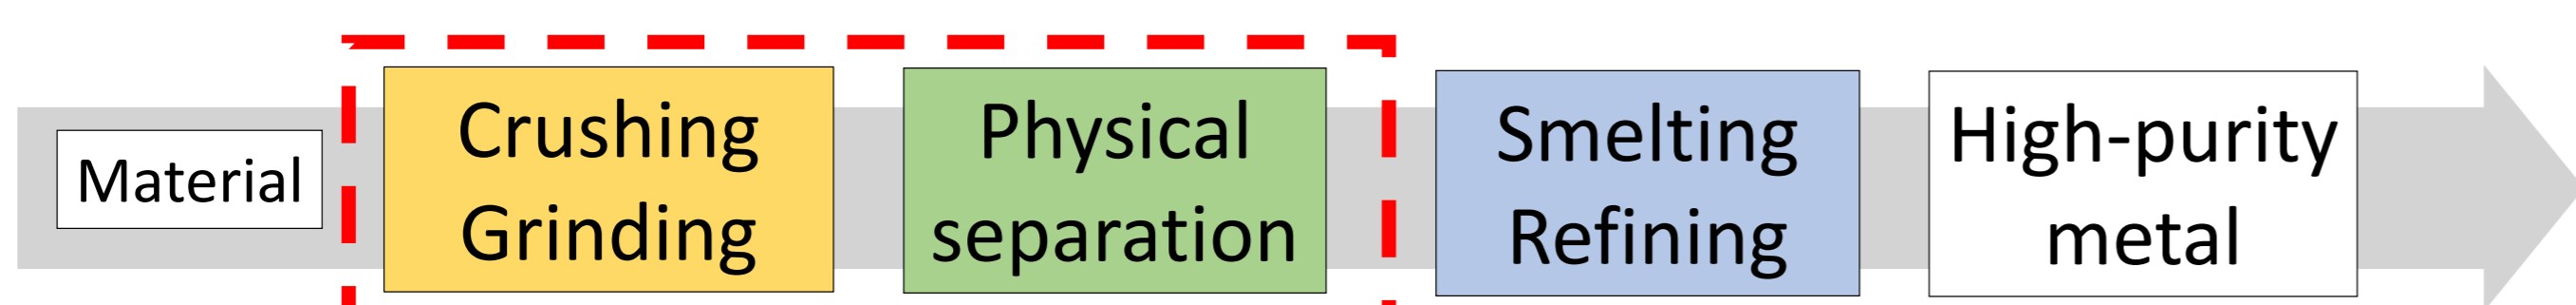 Material
Crushing
Grinding
Physical
separation
Smelting
Refining
High-purity
metal